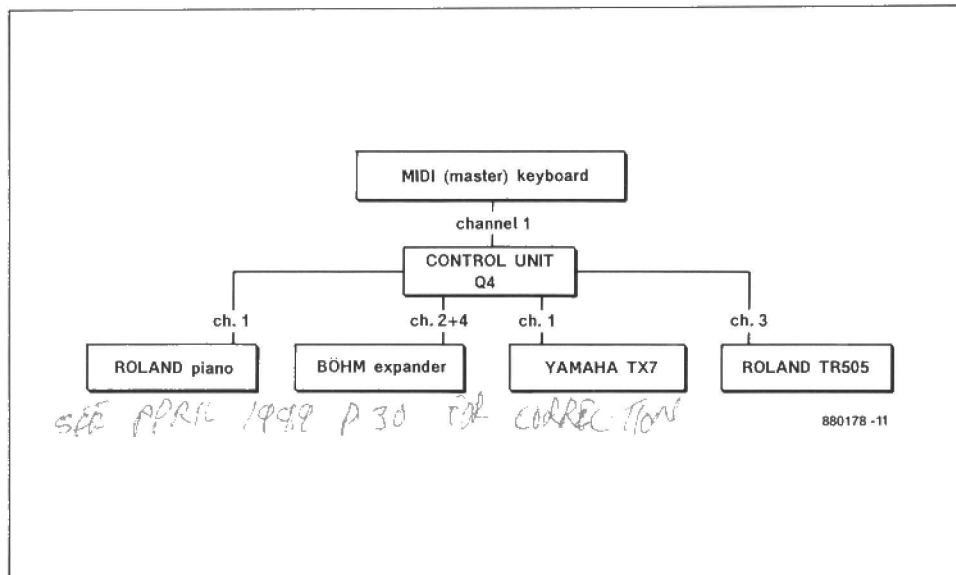 MIDI (master) keyboard
channel 1
CONTROL UNIT
Q4
ch. 1 ch. 2+4 ch. 1 ch. 3
ROLAND piano BÖHM expander YAMAHA TX7 ROLAND TR505
SEE APRIL 1989 P 30 FOR CORRECTION
880178 -11